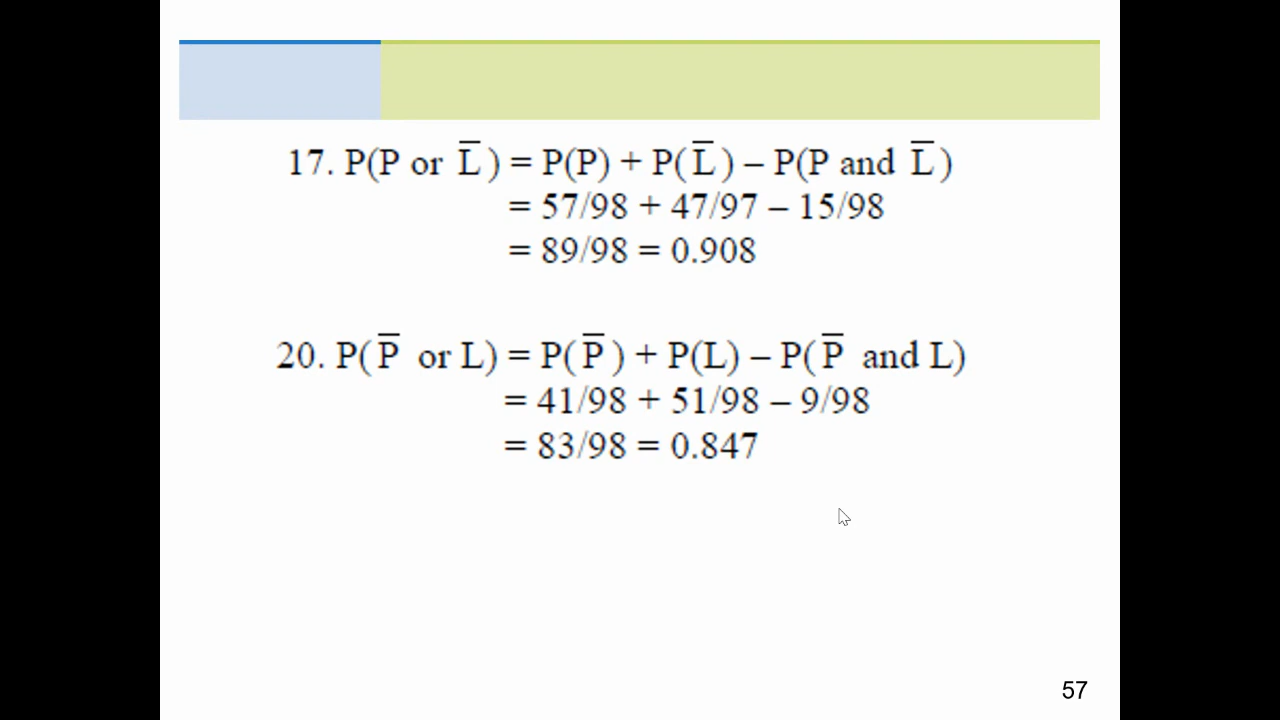 17. P(P or L̅) = P(P) + P(L̅) – P(P and L̅)
= 57/98 + 47/97 – 15/98
= 89/98 = 0.908
20. P(P̅ or L) = P(P̅) + P(L) – P(P̅ and L)
= 41/98 + 51/98 – 9/98
= 83/98 = 0.847
57